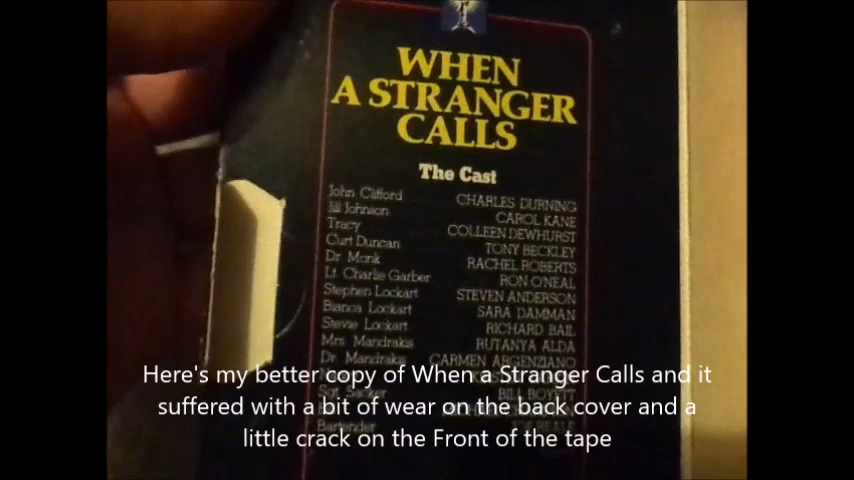 WHEN
A STRANGER
CALLS
The Cast
John Clifford CHARLES DURNING
Jill Johnson CAROL KANE
Tracy COLLEEN DEWHURST
Curt Duncan TONY BECKLEY
Dr Monk RACHEL ROBERTS
Lt. Charlie Garber RON ONEAL
Stephen Lockart STEVEN ANDERSON
Bianca Lockart SARA DAMMAN
Stevie Lockart RICHARD BAIL
Mrs Mandrakis RUTANYA ALDA
Dr Mandrakis CARMEN ARGENZIANO
BILL BOYETT
Bartender
Here's my better copy of When a Stranger Calls and it
suffered with a bit of wear on the back cover and a
little crack on the Front of the tape